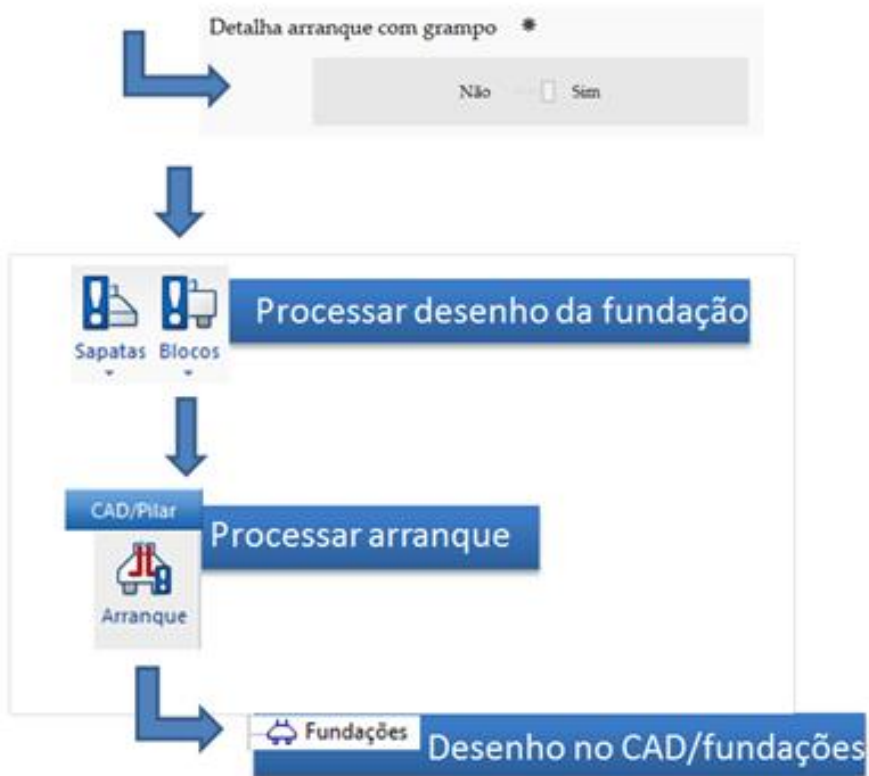 Detalha arranque com grampo *
Não Sim
Processar desenho da fundação
Sapatas Blocos
CAD/Pilar
Processar arranque
Arranque
Fundações
Desenho no CAD/fundações